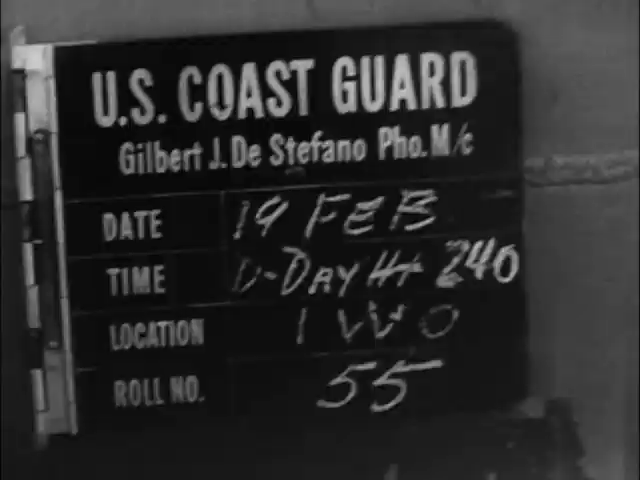 U.S. COAST GUARD
Gilbert J. De Stefano Pho. M/c
DATE 19 FEB
TIME D-DAY H+ 240
LOCATION IWO
ROLL NO. 55